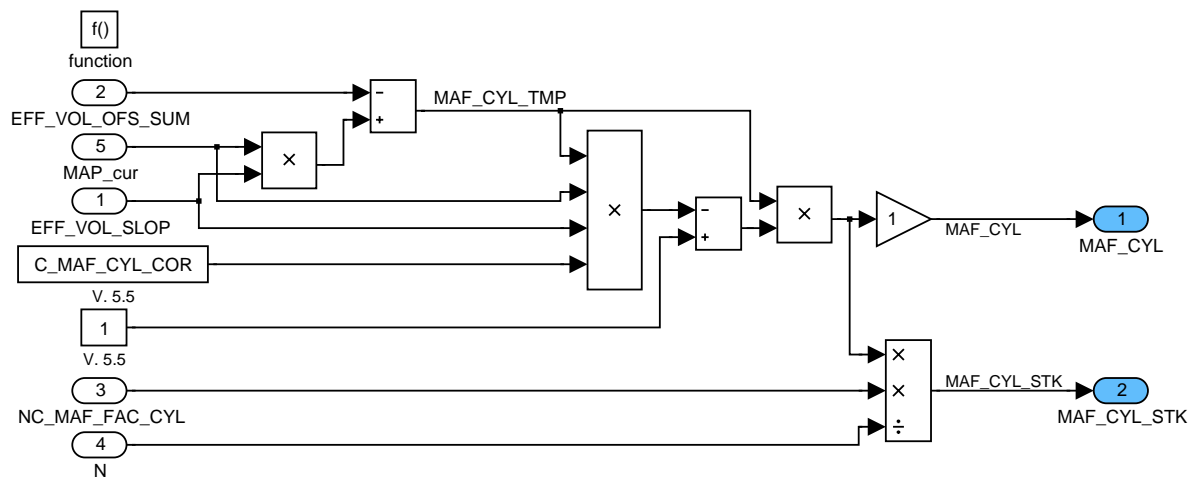 f()
function
2
EFF_VOL_OFS_SUM
-
+
MAF_CYL_TMP
5
MAP_cur
×
1
EFF_VOL_SLOP
×
-
+
×
1
MAF_CYL
1
MAF_CYL
C_MAF_CYL_COR
V. 5.5
1
V. 5.5
3
NC_MAF_FAC_CYL
4
N
×
×
÷
MAF_CYL_STK
2
MAF_CYL_STK